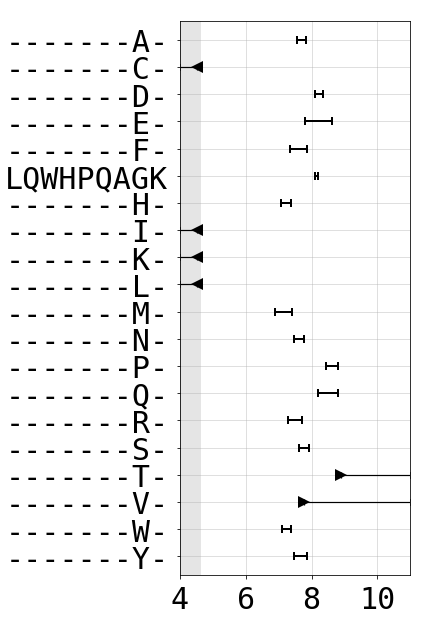 -------A-
-------C-
-------D-
-------E-
-------F-
LQWHPQAGK
-------H-
-------I-
-------K-
-------L-
-------M-
-------N-
-------P-
-------Q-
-------R-
-------S-
-------T-
-------V-
-------W-
-------Y-
4 6 8 10